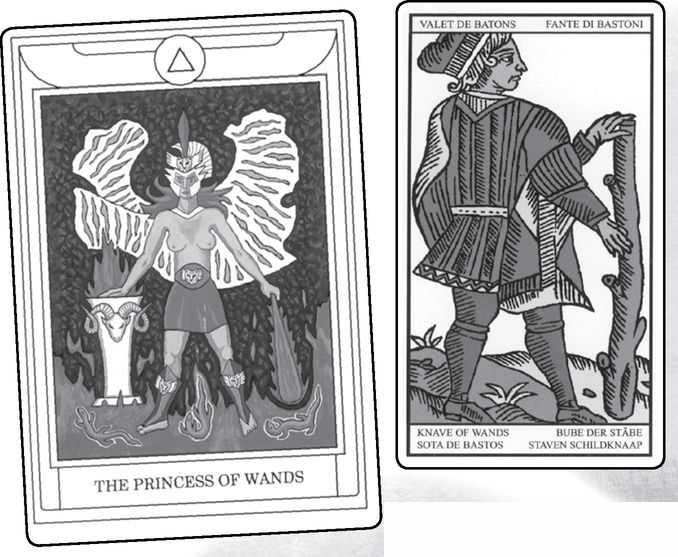 THE PRINCESS OF WANDS
VALET DE BATONS
FANTE DI BASTONI
KNAVE OF WANDS
BUBE DER STÄBE
SOTA DE BASTOS
STAVEN SCHILDKNAAP